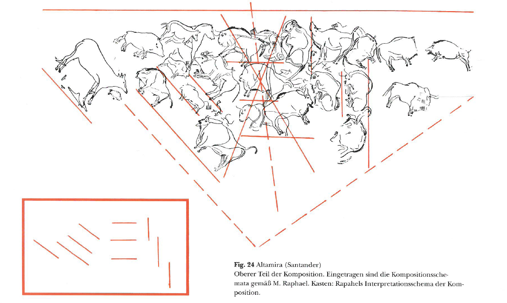 Fig. 24 Altamira (Santander)
Oberer Teil der Komposition. Eingetragen sind die Kompositionssche-
mata gemäß M. Raphael. Kasten: Rapahels Interpretationsschema der Kom-
position.